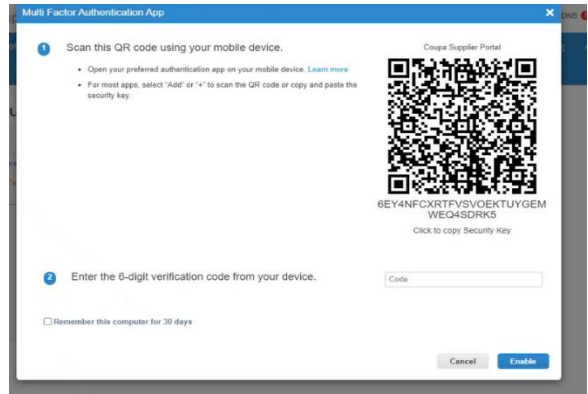 Multi Factor Authentication App
1 Scan this QR code using your mobile device.
Open your preferred authentication app on your mobile device. Learn more
For most apps, select "Add" or "+" to scan the QR code or copy and paste the
security key.
Coupa Supplier Portal
6EY4NFCXRTFVSVOEKTUYGEM
WEQ4SDRK5
Click to copy Security Key
2 Enter the 6-digit verification code from your device.
Code
Remember this computer for 30 days
Cancel
Enable